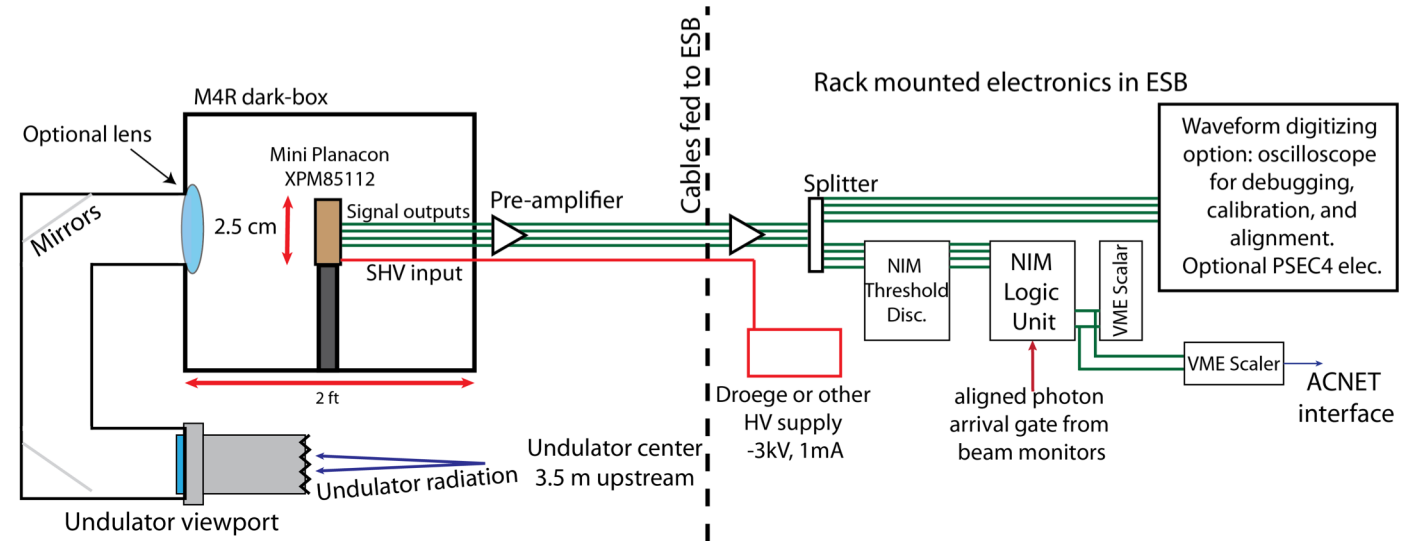 M4R dark-box
Optional lens
Mirrors
Mini Planacon
XPM85112
2.5 cm
Signal outputs
SHV input
Pre-amplifier
2 ft
Undulator viewport
Undulator radiation
Undulator center
3.5 m upstream
Cables fed to ESB
Rack mounted electronics in ESB
Splitter
Waveform digitizing
option: oscilloscope
for debugging,
calibration, and
alignment.
Optional PSEC4 elec.
NIM
Threshold
Disc.
NIM
Logic
Unit
VME Scalar
VME Scaler
ACNET
interface
Droege or other
HV supply
-3kV, 1mA
aligned photon
arrival gate from
beam monitors